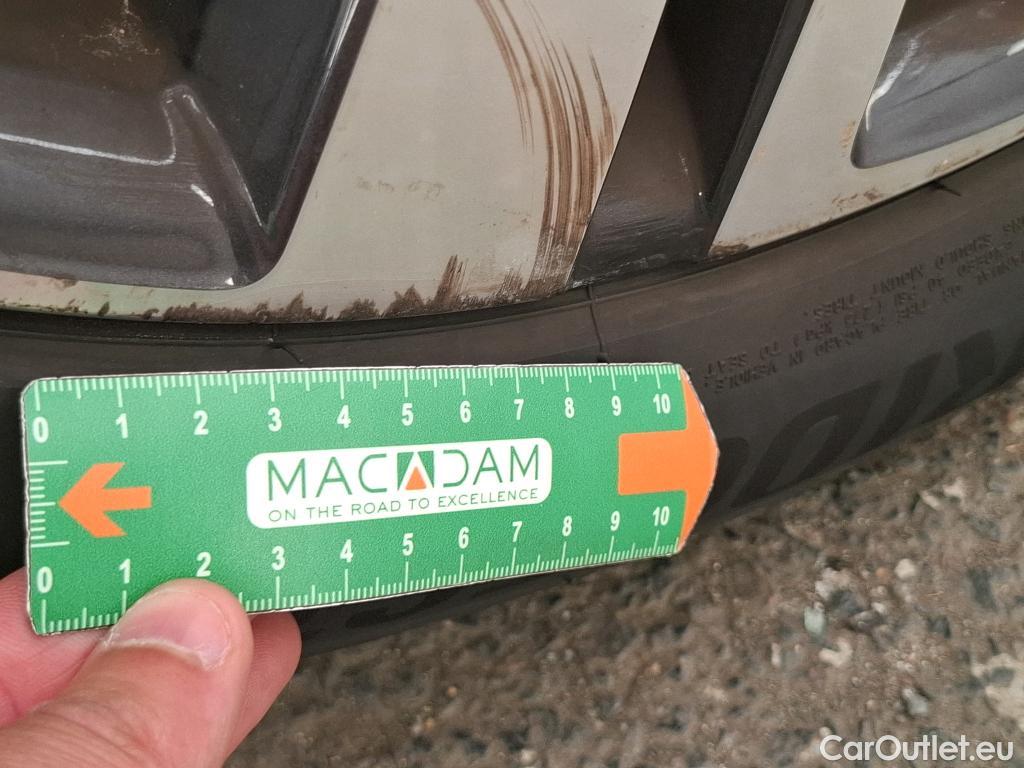 0 1 2 3 4 5 6 7 8 9 10
MACADAM
ON THE ROAD TO EXCELLENCE
0 1 2 3 4 5 6 7 8 9 10
CarOutlet.eu